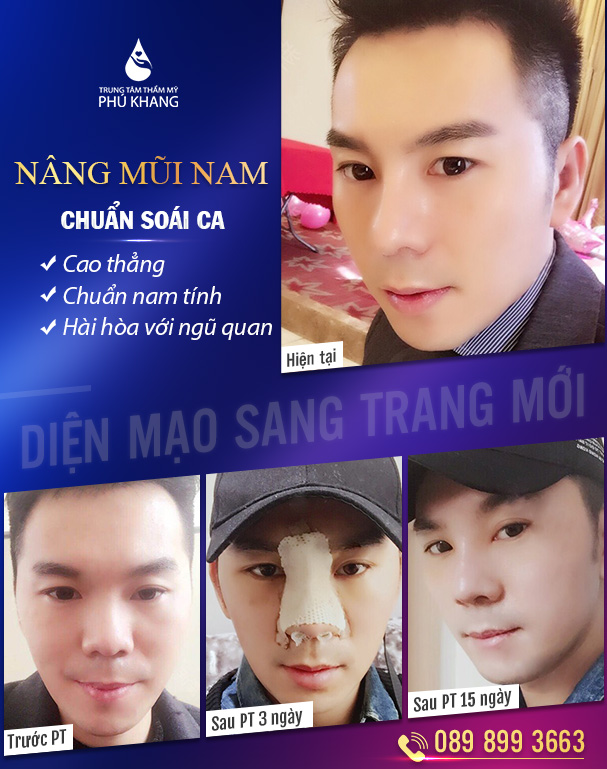 TRUNG TÂM THẨM MỸ
PHÚ KHANG
NÂNG MŨI NAM
CHUẨN SOÁI CA
Cao thẳng
Chuẩn nam tính
Hài hòa với ngũ quan
Hiện tại
DIỆN MẠO SANG TRANG MỚI
Trước PT
Sau PT 3 ngày
Sau PT 15 ngày
089 899 3663